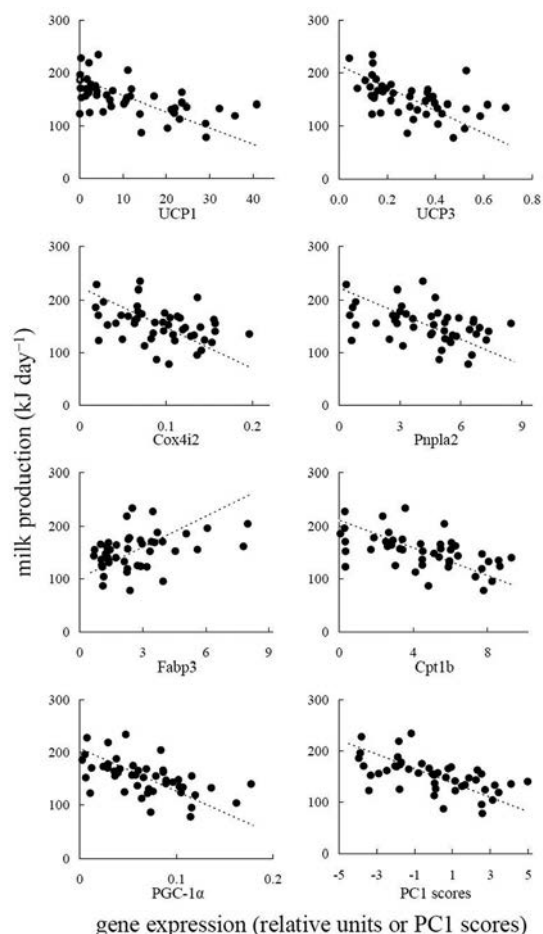 300
200
100
0
0 10 20 30 40
UCP1
300
200
100
0
0.0 0.2 0.4 0.6 0.8
UCP3
300
200
100
0
0 0.1 0.2
Cox4i2
300
200
100
0
0 3 6 9
Pnpla2
milk production (kJ day⁻¹)
300
200
100
0
0 3 6 9
Fabp3
300
200
100
0
0 4 8
Cpt1b
300
200
100
0
0 0.1 0.2
PGC-1α
300
200
100
0
-5 -3 -1 1 3 5
PC1 scores
gene expression (relative units or PC1 scores)